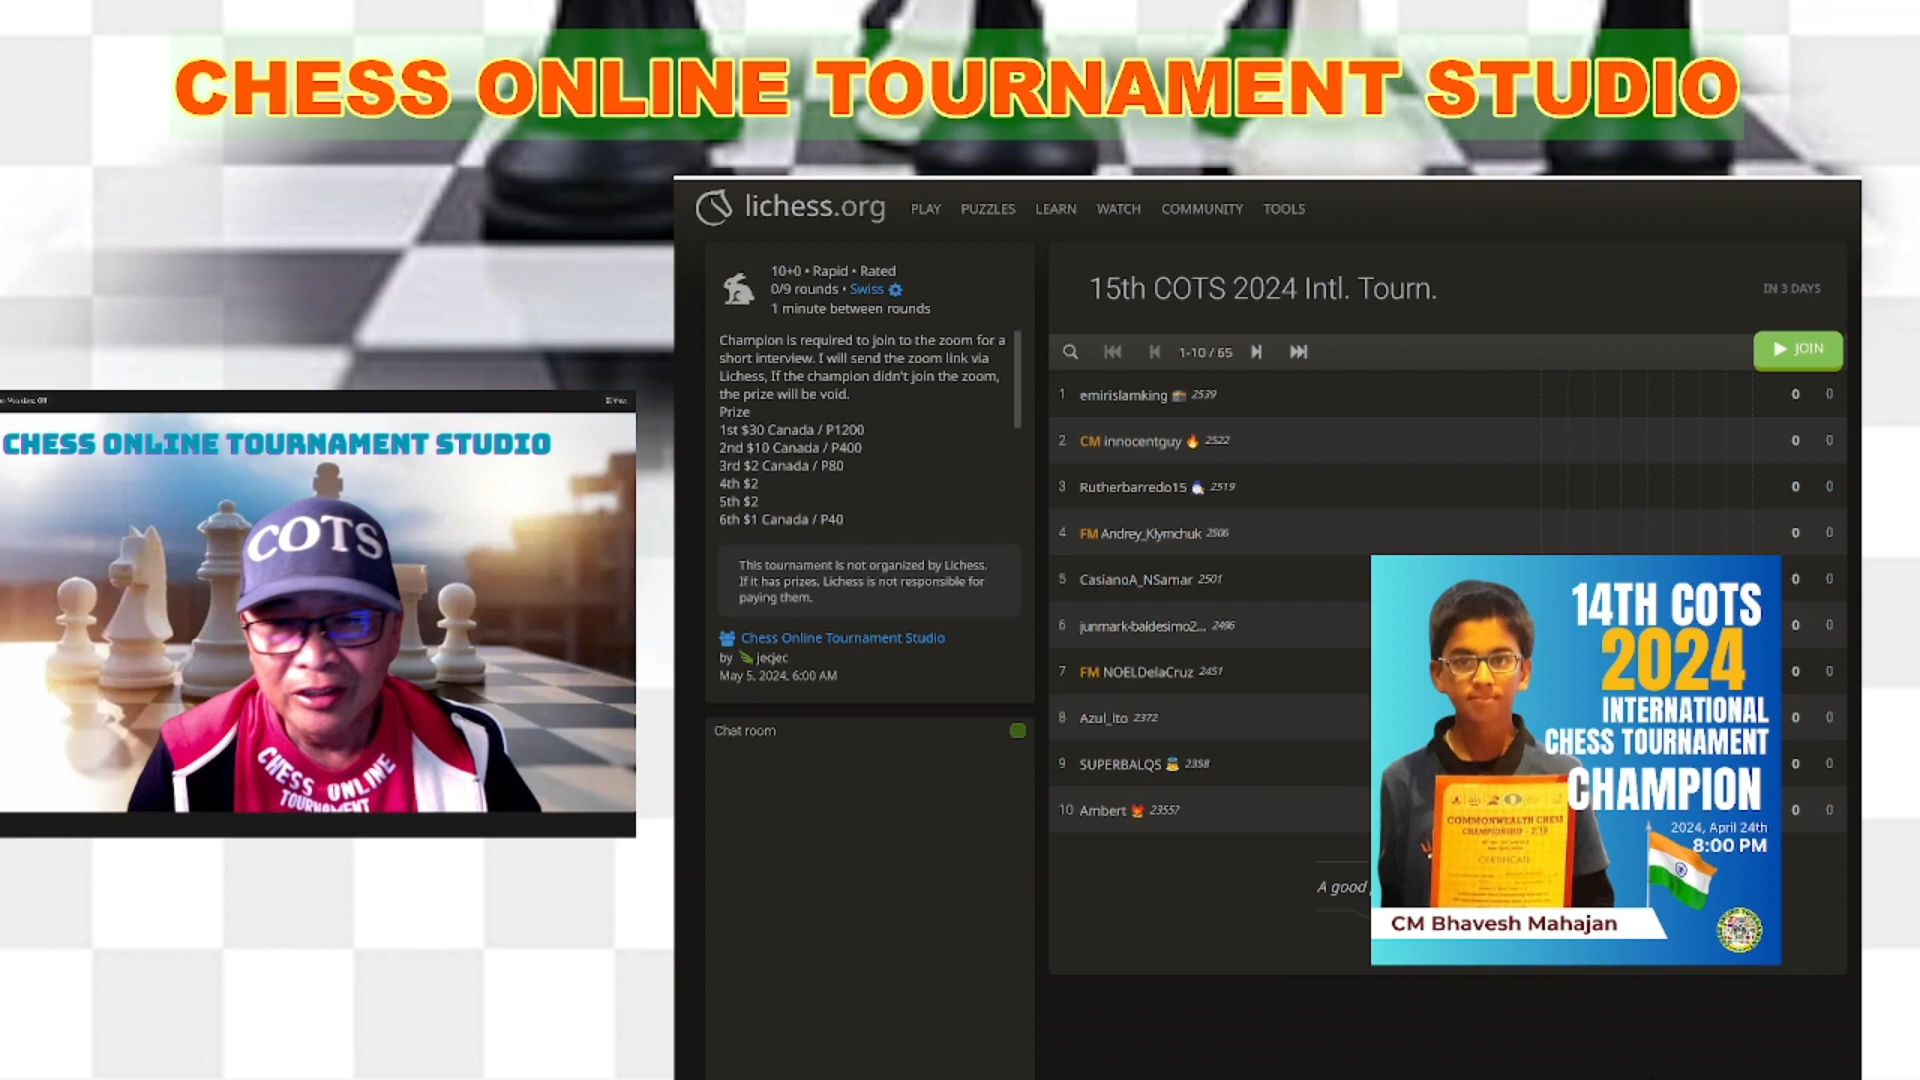 CHESS ONLINE TOURNAMENT STUDIO
lichess.org PLAY PUZZLES LEARN WATCH COMMUNITY TOOLS
10+0 • Rapid • Rated
0/9 rounds • Swiss
1 minute between rounds
Champion is required to join to the zoom for a
short interview. I will send the zoom link via
Lichess, If the champion didn't join the zoom,
the prize will be void.
Prize
1st $30 Canada / P1200
2nd $10 Canada / P400
3rd $2 Canada / P80
4th $2
5th $2
6th $1 Canada / P40
This tournament is not organized by Lichess.
If it has prizes, Lichess is not responsible for
paying them.
Chess Online Tournament Studio
by jecjec
May 5, 2024, 6:00 AM
Chat room
15th COTS 2024 Intl. Tourn.
IN 3 DAYS
1-10 / 65
JOIN
1 emirislamking 2539 0 0
2 CM innocentguy 2522 0 0
3 Rutherbarredo15 2519 0 0
4 FM Andrey_Klymchuk 2506 0 0
5 CasianoA_NSamar 2501 0 0
6 junmark-baldesimo2... 2496 0 0
7 FM NOELDelaCruz 2451 0 0
8 Azul_ito 2372 0 0
9 SUPERBALQS 2358 0 0
10 Ambert 2355? 0 0
A good
14TH COTS
2024
INTERNATIONAL
CHESS TOURNAMENT
CHAMPION
2024, April 24th
8:00 PM
COMMONWEALTH CHESS
CHAMPIONSHIP
CERTIFICATE
CM Bhavesh Mahajan
CHESS ONLINE TOURNAMENT STUDIO
COTS
CHESS ONLINE
TOURNAMENT